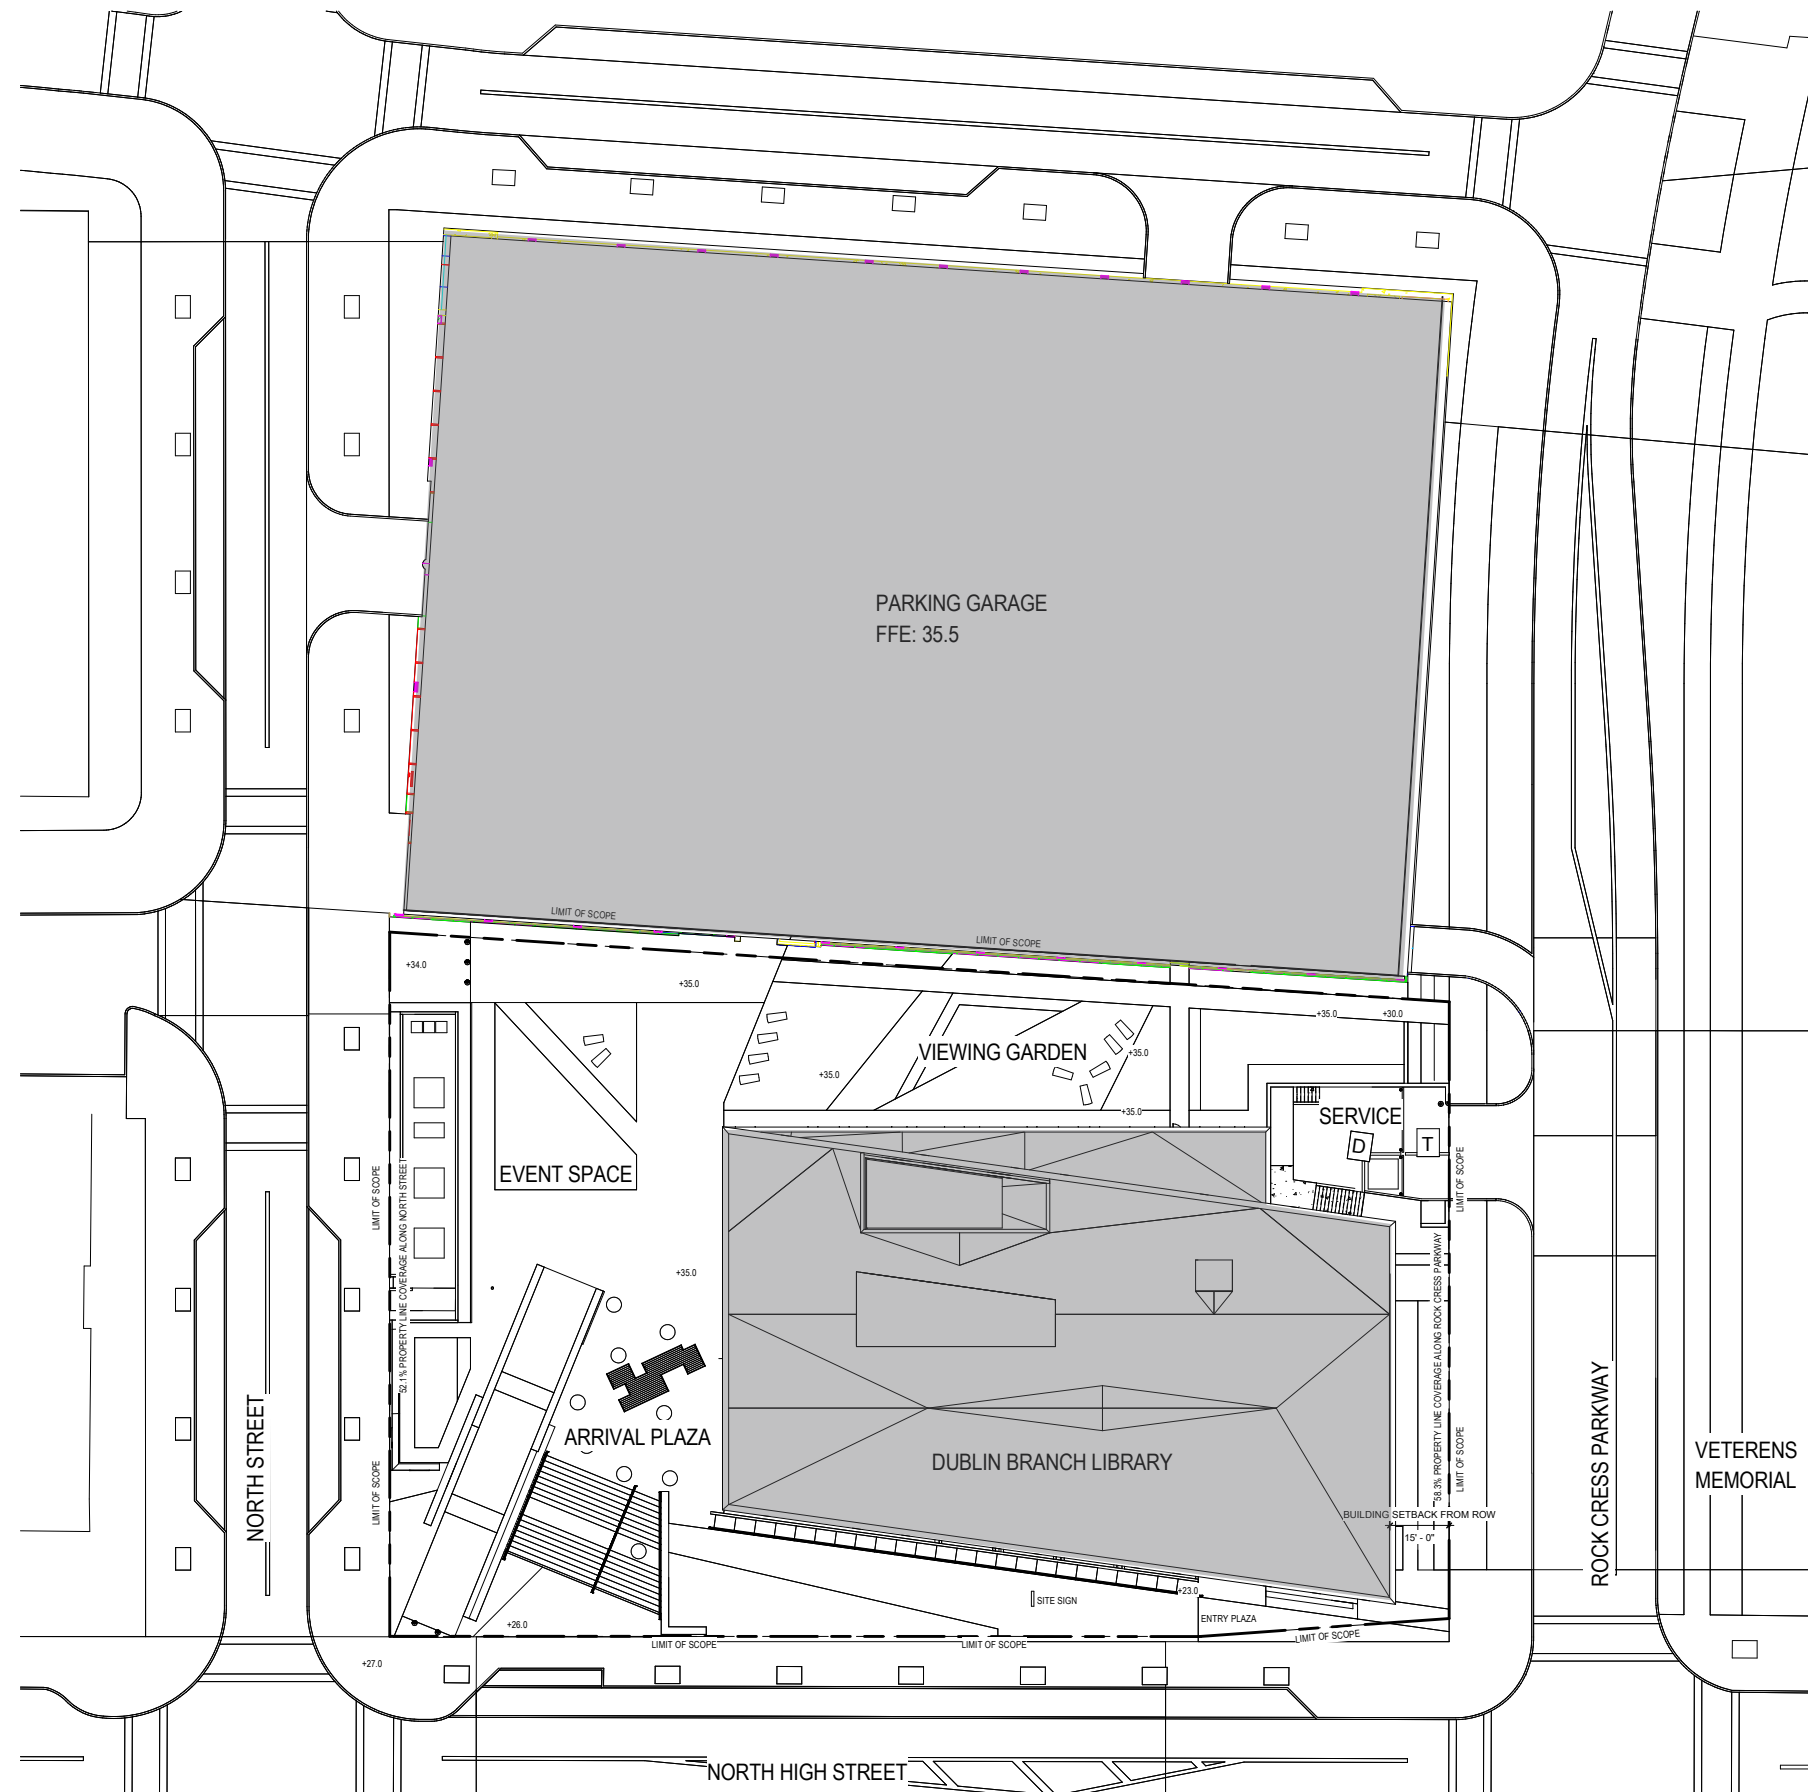 PARKING GARAGE
FFE: 35.5
LIMIT OF SCOPE
LIMIT OF SCOPE
+34.0
+35.0
+35.0
+30.0
VIEWING GARDEN
+35.0
+35.0
+35.0
SERVICE
D
T
EVENT SPACE
LIMIT OF SCOPE
52.1% PROPERTY LINE COVERAGE ALONG NORTH STREET
LIMIT OF SCOPE
+35.0
58.3% PROPERTY LINE COVERAGE ALONG ROCK CRESS PARKWAY
NORTH STREET
ARRIVAL PLAZA
DUBLIN BRANCH LIBRARY
ROCK CRESS PARKWAY
VETERENS
MEMORIAL
LIMIT OF SCOPE
LIMIT OF SCOPE
BUILDING SETBACK FROM ROW
15' - 0"
+23.0
SITE SIGN
ENTRY PLAZA
+26.0
LIMIT OF SCOPE
LIMIT OF SCOPE
LIMIT OF SCOPE
+27.0
NORTH HIGH STREET